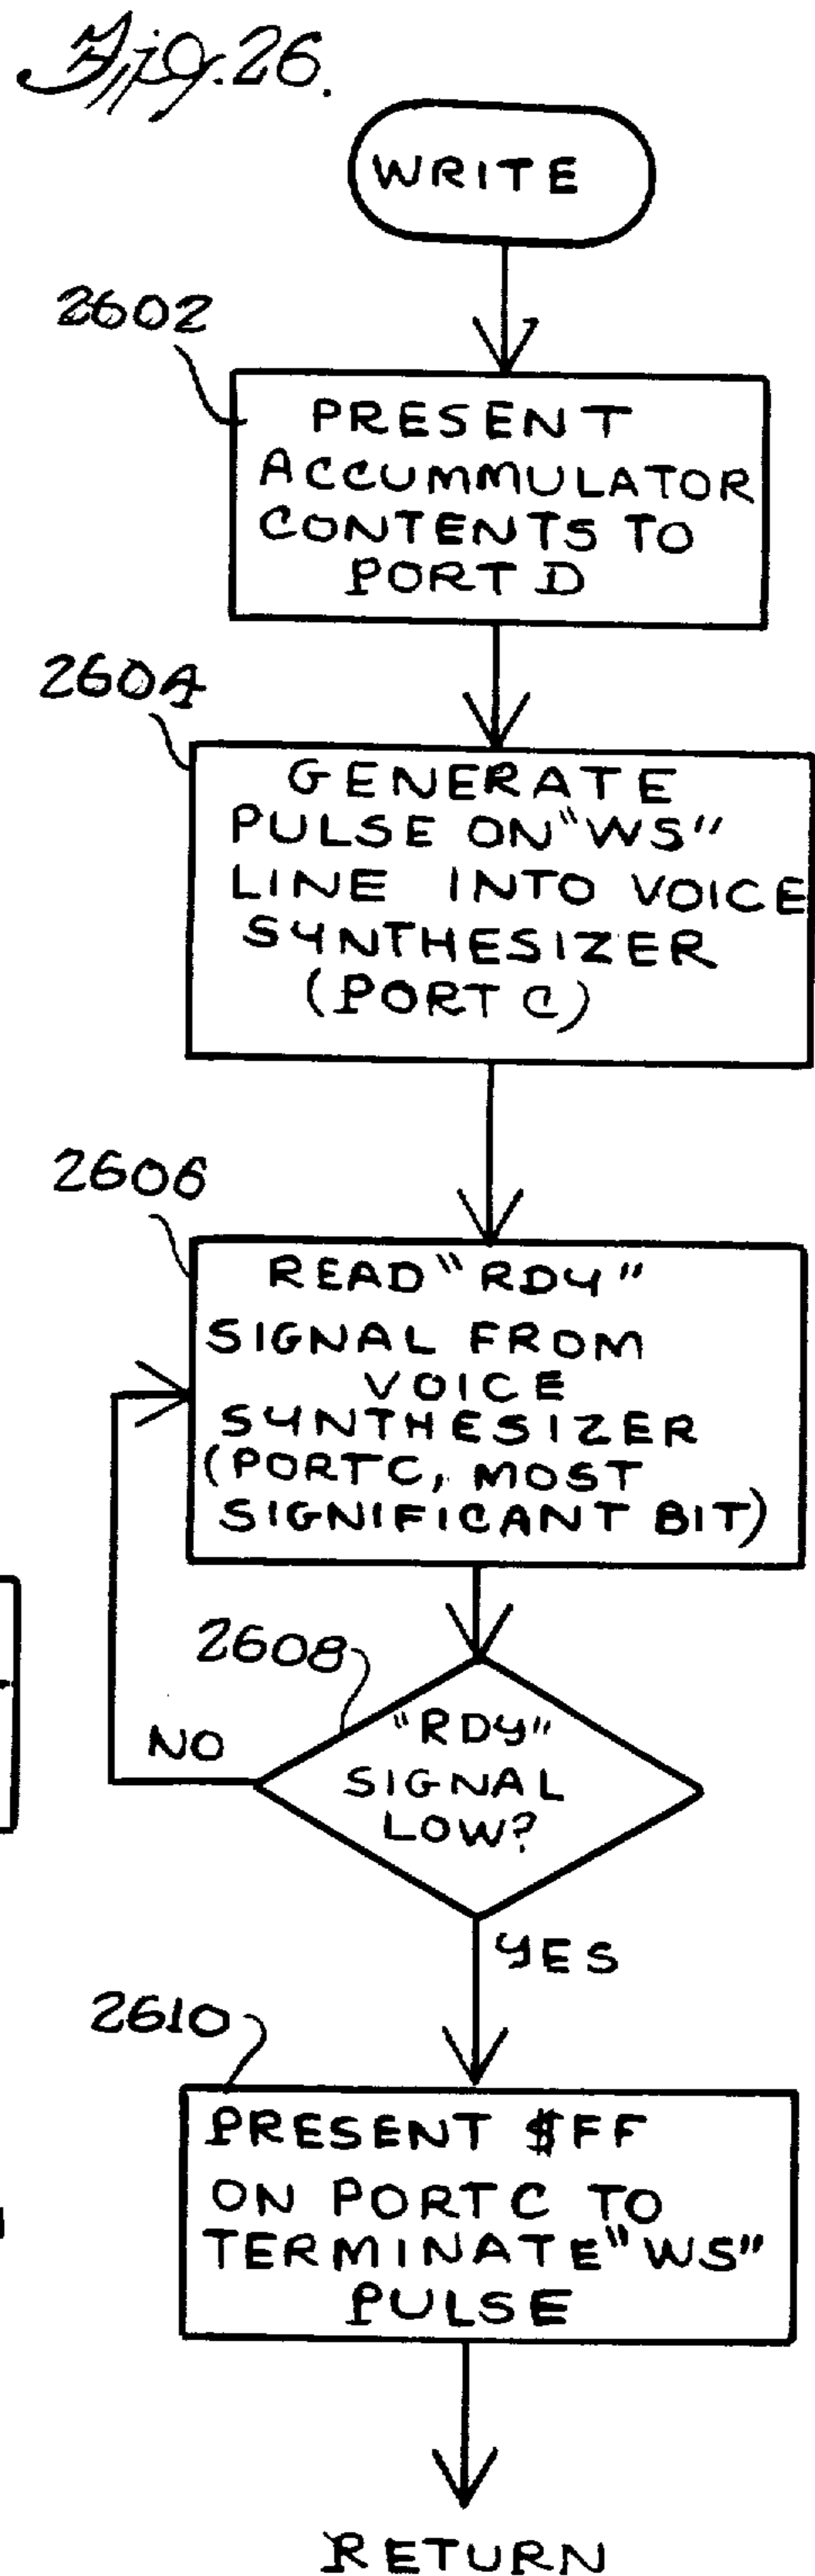 Fig. 26.
WRITE
2602
PRESENT
ACCUMMULATOR
CONTENTS TO
PORT D
2604
GENERATE
PULSE ON "WS"
LINE INTO VOICE
SYNTHESIZER
(PORT C)
2606
READ "RDY"
SIGNAL FROM
VOICE
SYNTHESIZER
(PORT C, MOST
SIGNIFICANT BIT)
2608
"RDY"
SIGNAL
LOW?
NO
YES
2610
PRESENT $FF
ON PORT C TO
TERMINATE "WS"
PULSE
RETURN